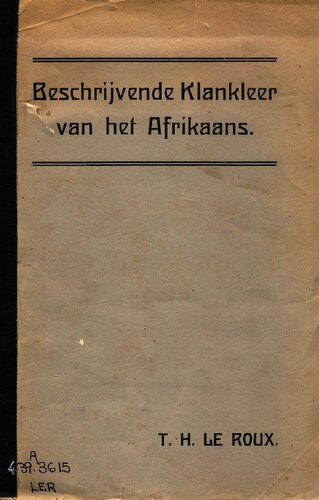 Beschrijvende Klankleer
van het Afrikaans.
T. H. LE ROUX.
A
439.3615
LER